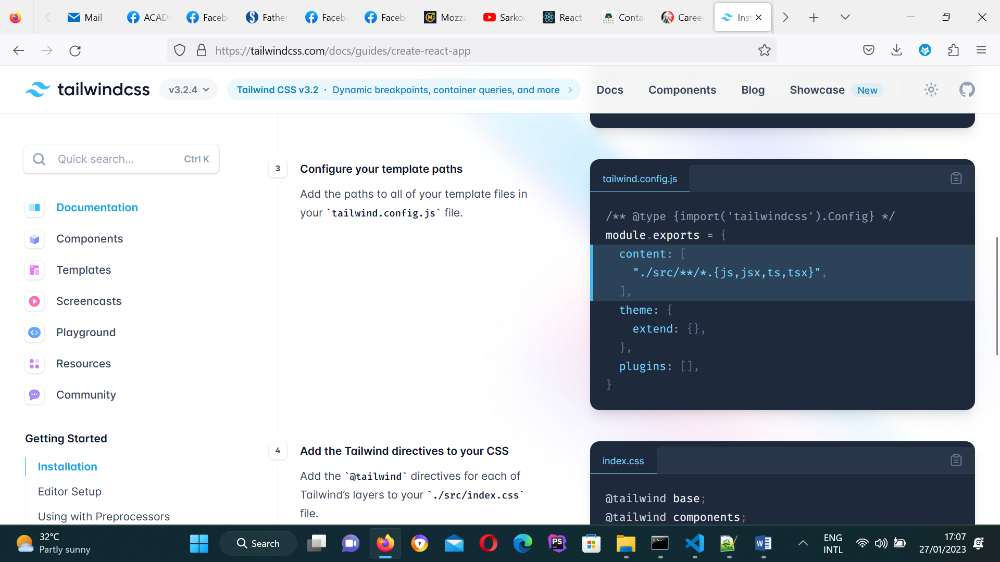 Mail -
ACAD
Faceb
Father
Faceb
Faceb
Mozza
Sarkod
React
Conta
Career
Inst
https://tailwindcss.com/docs/guides/create-react-app
tailwindcss
v3.2.4
Tailwind CSS v3.2 · Dynamic breakpoints, container queries, and more
Docs
Components
Blog
Showcase
New
Quick search...
Ctrl K
Documentation
Components
Templates
Screencasts
Playground
Resources
Community
Getting Started
Installation
Editor Setup
Using with Preprocessors
3
Configure your template paths
Add the paths to all of your template files in
your `tailwind.config.js` file.
tailwind.config.js
/** @type {import('tailwindcss').Config} */
module.exports = {
content: [
"./src/**/*.{js,jsx,ts,tsx}",
],
theme: {
extend: {},
},
plugins: [],
}
4
Add the Tailwind directives to your CSS
Add the `@tailwind` directives for each of
Tailwind’s layers to your `./src/index.css`
file.
index.css
@tailwind base;
@tailwind components;
32°C
Partly sunny
Search
PS
ENG
INTL
17:07
27/01/2023